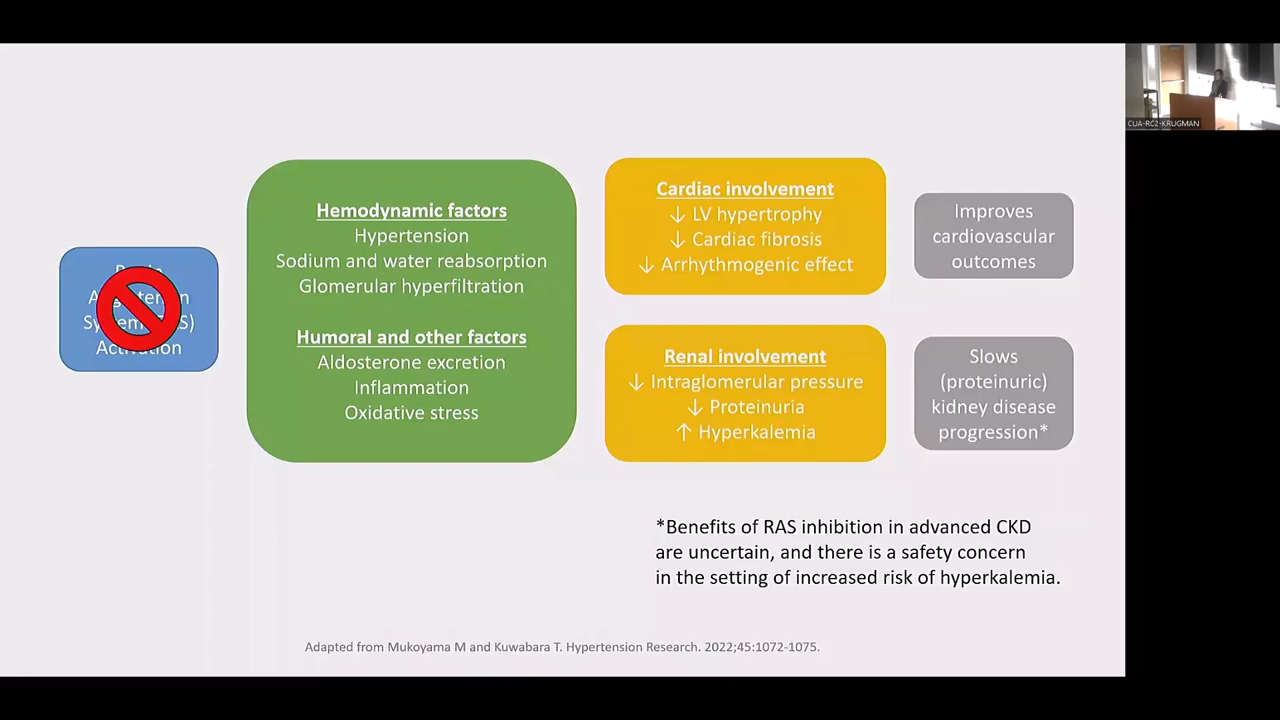 Activation
Hemodynamic factors
Hypertension
Sodium and water reabsorption
Glomerular hyperfiltration
Humoral and other factors
Aldosterone excretion
Inflammation
Oxidative stress
Cardiac involvement
↓ LV hypertrophy
↓ Cardiac fibrosis
↓ Arrhythmogenic effect
Renal involvement
↓ Intraglomerular pressure
↓ Proteinuria
↑ Hyperkalemia
Improves
cardiovascular
outcomes
Slows
(proteinuric)
kidney disease
progression*
*Benefits of RAS inhibition in advanced CKD
are uncertain, and there is a safety concern
in the setting of increased risk of hyperkalemia.
Adapted from Mukoyama M and Kuwabara T. Hypertension Research. 2022;45:1072-1075.
CUA-RC2-KRUGMAN